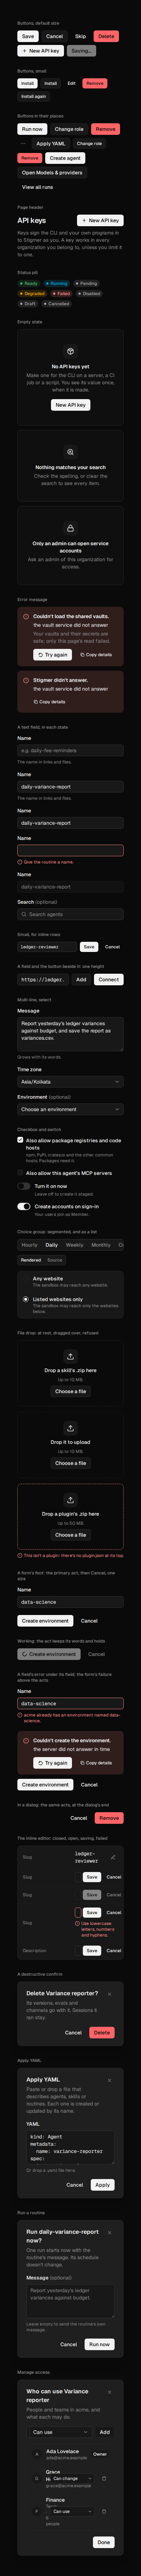 Buttons, default size
Save Cancel Skip Delete
+ New API key Saving…
Buttons, small
Install Install Edit Remove
Install again
Buttons in their places
Run now Change role Remove
Apply YAML Change role
Remove Create agent
Open Models & providers
View all runs
Page header
API keys + New API key
Keys sign the CLI and your own programs in
to Stigmer as you. A key works in every
organization you belong to, unless you limit it
to one.
Status pill
Ready Running Pending
Degraded Failed Disabled
Draft Cancelled
Empty state
No API keys yet
Make one for the CLI on a server, a CI
job or a script. You see its value once,
when it is made.
New API key
Nothing matches your search
Check the spelling, or clear the
search to see every item.
Only an admin can open service
accounts
Ask an admin of this organization for
access.
Error message
Couldn't load the shared vaults.
the vault service did not answer
Your vaults and their secrets are
safe; only this page's read failed.
Try again Copy details
Stigmer didn't answer.
the vault service did not answer
Copy details
A text field, in each state
Name
e.g. daily-fee-reminders
The name in links and files.
Name
daily-variance-report
The name in links and files.
Name
daily-variance-report
Name
Give the routine a name.
Name
daily-variance-report
Search (optional)
Search agents
Small, for inline rows
ledger-reviewer Save Cancel
A field and the button beside it: one height
https://ledger. Add Connect
Multi-line, select
Message
Report yesterday's ledger variances
against budget, and save the report as
variances.csv.
Grows with its words.
Time zone
Asia/Kolkata
Environment (optional)
Choose an environment
Checkbox and switch
Also allow package registries and code
hosts
npm, PyPI, crates.io and the other common
hosts. Packages need it.
Also allow this agent's MCP servers
Turn it on now
Leave off to create it staged.
Create accounts on sign-in
Your users join as Member.
Choice group: segmented, and as a list
Hourly Daily Weekly Monthly
Rendered Source
Any website
The sandbox may reach any website.
Listed websites only
The sandbox may reach only the websites
below.
File drop: at rest, dragged over, refused
Drop a skill's .zip here
Up to 10 MB.
Choose a file
Drop it to upload
Up to 10 MB.
Choose a file
Drop a plugin's .zip here
Up to 50 MB.
Choose a file
This isn't a plugin: there's no plugin.json at its top.
A form's foot: the primary act, then Cancel, one
size
Name
data-science
Create environment Cancel
Working: the act keeps its words and holds
Create environment Cancel
A field's error under its field; the form's failure
above the acts
Name
data-science
acme already has an environment named data-
science.
Couldn't create the environment.
the server did not answer in time
Try again Copy details
Create environment Cancel
In a dialog: the same acts, at the dialog's end
Cancel Remove
The inline editor: closed, open, saving, failed
Slug ledger-
reviewer
Slug Save Cancel
Slug Save Cancel
Slug Save Cancel
Use lowercase
letters, numbers
and hyphens.
Description Save Cancel
A destructive confirm
Delete Variance reporter?
Its versions, evals and
channels go with it. Sessions it
ran stay.
Cancel Delete
Apply YAML
Apply YAML
Paste or drop a file that
describes agents, skills or
routines. Each one is created or
updated by its name.
YAML
kind: Agent
metadata:
name: variance-reporter
spec:
Or drop a .yaml file here.
Cancel Apply
Run a routine
Run daily-variance-report
now?
One run starts now with the
routine's message. Its schedule
doesn't change.
Message (optional)
Report yesterday's ledger
variances against budget.
Leave empty to send the routine's own
message.
Cancel Run now
Manage access
Who can use Variance
reporter
People and teams in acme, and
what each may do.
Can use Add
A Ada Lovelace
ada@acme.example Owner
G Grace
Can change
grace@acme.example
F Finance
Can use
6
people
Done